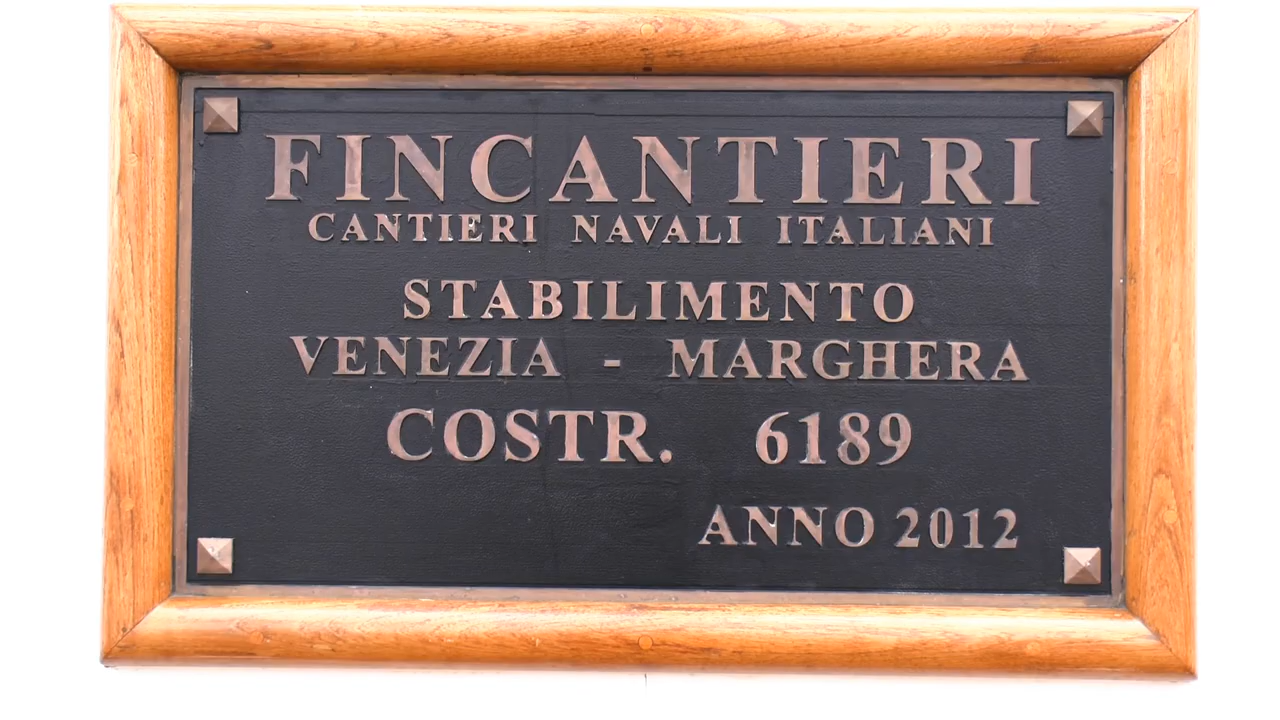 FINCANTIERI
CANTIERI NAVALI ITALIANI
STABILIMENTO
VENEZIA - MARGHERA
COSTR. 6189
ANNO 2012